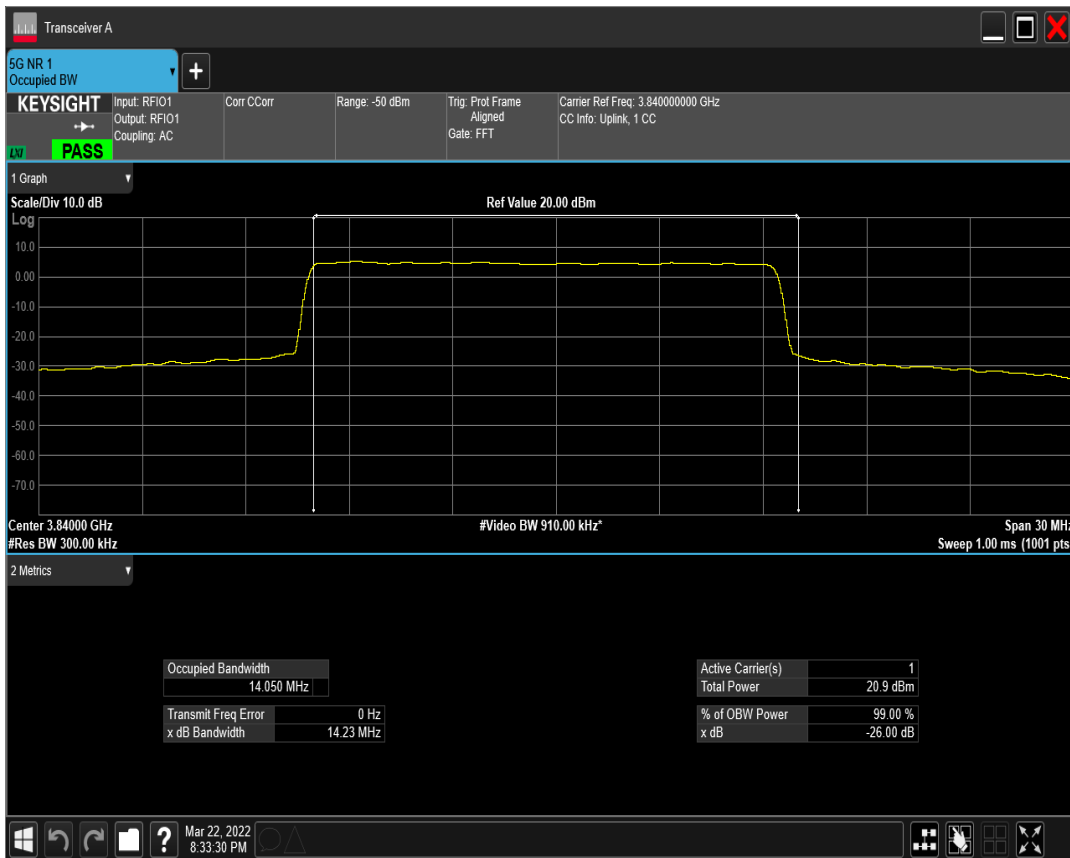 Transceiver A
5G NR 1
Occupied BW
+
KEYSIGHT
LXI
PASS
Input: RFIO1
Output: RFIO1
Coupling: AC
Corr CCorr
Range: -50 dBm
Trig: Prot Frame
Aligned
Gate: FFT
Carrier Ref Freq: 3.840000000 GHz
CC Info: Uplink, 1 CC
1 Graph
Scale/Div 10.0 dB
Ref Value 20.00 dBm
Log
10.0
0.00
-10.0
-20.0
-30.0
-40.0
-50.0
-60.0
-70.0
Center 3.84000 GHz
#Video BW 910.00 kHz*
Span 30 MHz
#Res BW 300.00 kHz
Sweep 1.00 ms (1001 pts
2 Metrics
Occupied Bandwidth
14.050 MHz
Transmit Freq Error 0 Hz
x dB Bandwidth 14.23 MHz
Active Carrier(s) 1
Total Power 20.9 dBm
% of OBW Power 99.00 %
x dB -26.00 dB
?
Mar 22, 2022
8:33:30 PM